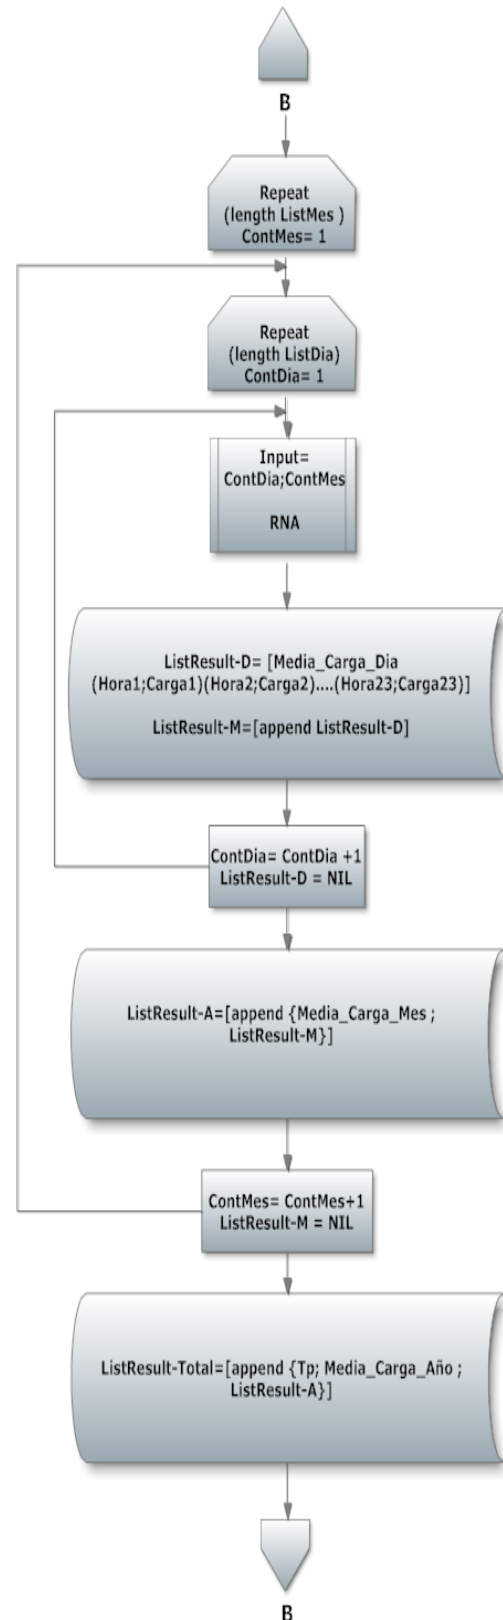 B
Repeat
(length ListMes )
ContMes= 1
Repeat
(length ListDia)
ContDia= 1
Input=
ContDia;ContMes
RNA
ListResult-D= [Media_Carga_Dia
(Hora1;Carga1)(Hora2;Carga2)....(Hora23;Carga23)]
ListResult-M=[append ListResult-D]
ContDia= ContDia +1
ListResult-D = NIL
ListResult-A=[append {Media_Carga_Mes ;
ListResult-M}]
ContMes= ContMes+1
ListResult-M = NIL
ListResult-Total=[append {Tp; Media_Carga_Año ;
ListResult-A}]
B